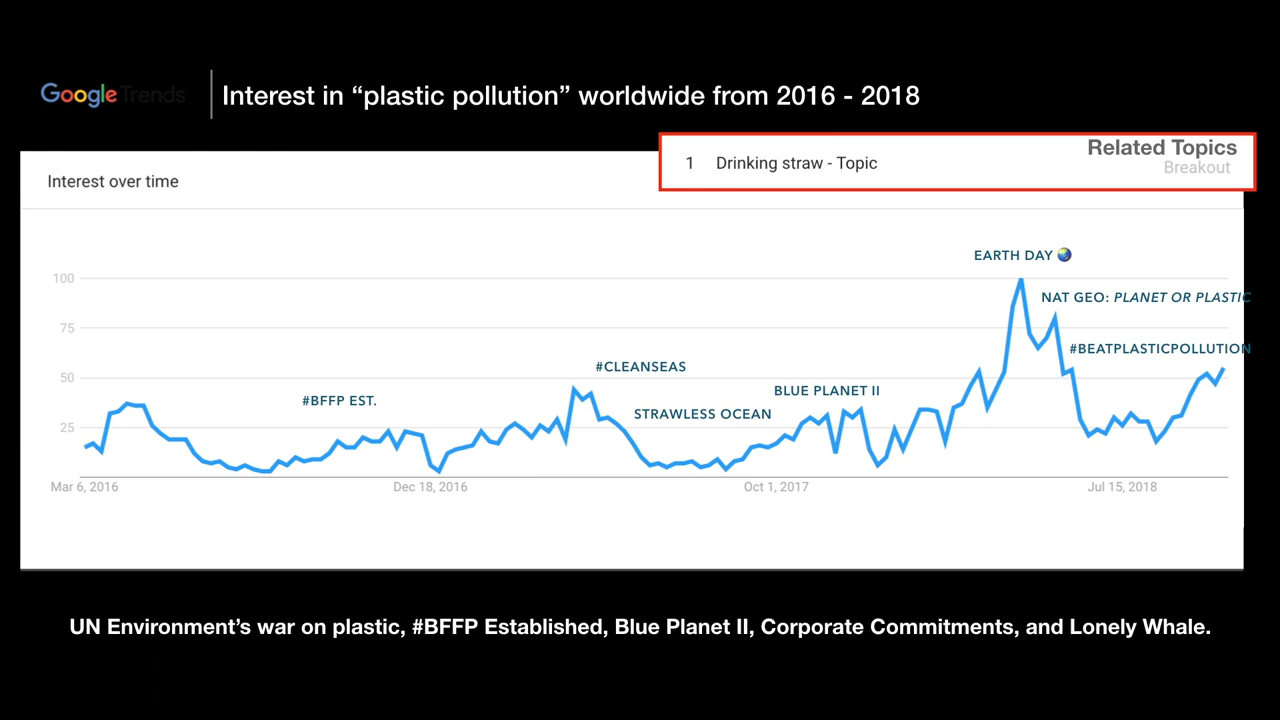 Google Trends
Interest in “plastic pollution” worldwide from 2016 - 2018
Related Topics
1 Drinking straw - Topic
Breakout
Interest over time
EARTH DAY 🌏
100
NAT GEO: PLANET OR PLASTIC
75
#BEATPLASTICPOLLUTION
#CLEANSEAS
50
BLUE PLANET II
#BFFP EST.
STRAWLESS OCEAN
25
Mar 6, 2016
Dec 18, 2016
Oct 1, 2017
Jul 15, 2018
UN Environment’s war on plastic, #BFFP Established, Blue Planet II, Corporate Commitments, and Lonely Whale.